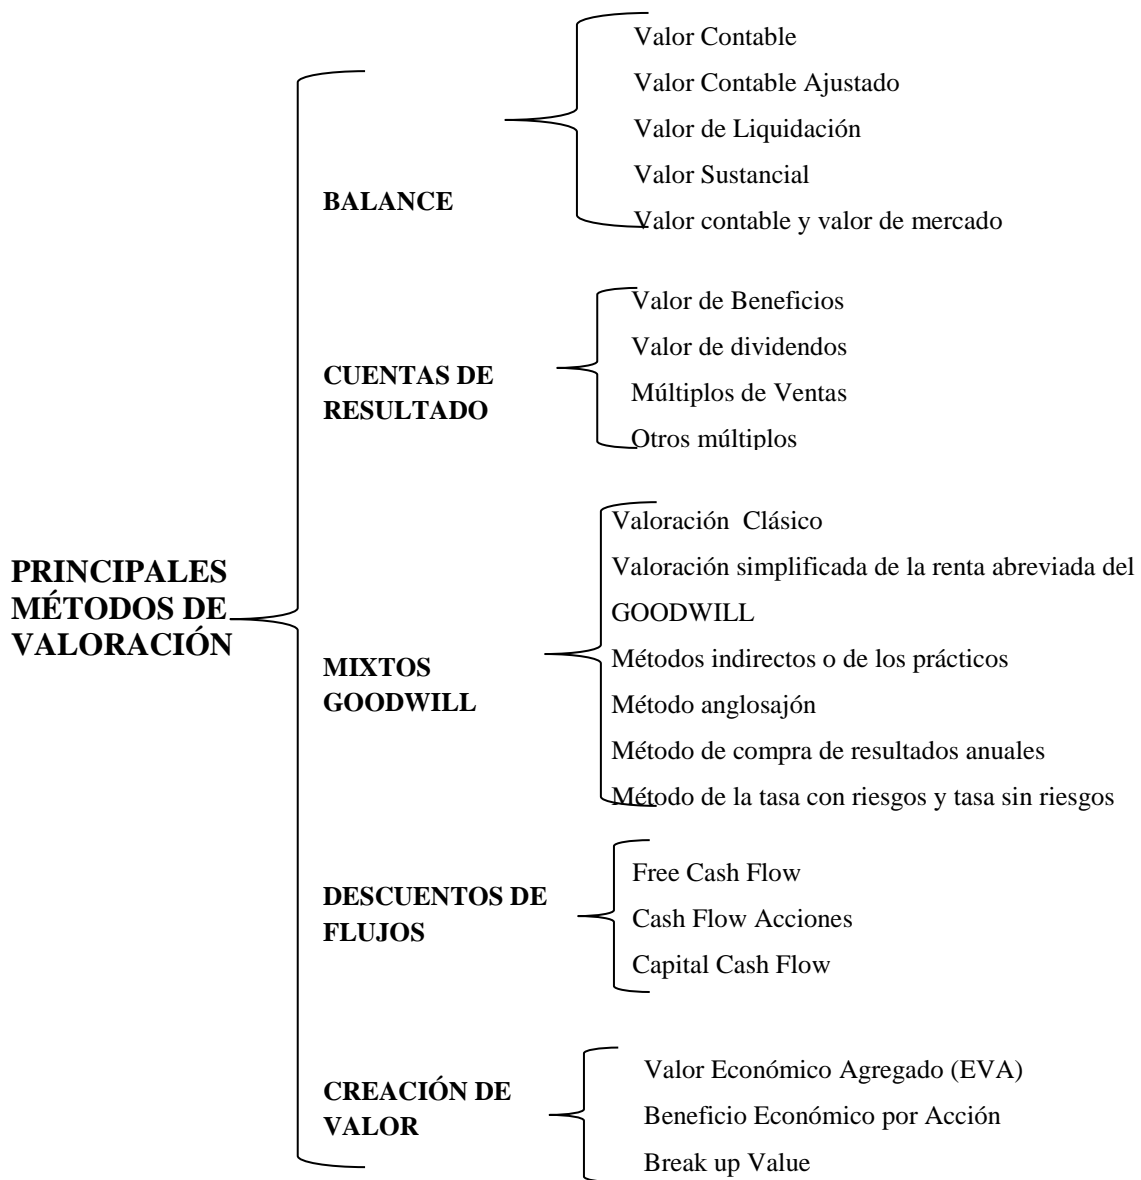 PRINCIPALES
MÉTODOS DE
VALORACIÓN
BALANCE
Valor Contable
Valor Contable Ajustado
Valor de Liquidación
Valor Sustancial
Valor contable y valor de mercado
CUENTAS DE
RESULTADO
Valor de Beneficios
Valor de dividendos
Múltiplos de Ventas
Otros múltiplos
MIXTOS
GOODWILL
Valoración Clásico
Valoración simplificada de la renta abreviada del
GOODWILL
Métodos indirectos o de los prácticos
Método anglosajón
Método de compra de resultados anuales
Método de la tasa con riesgos y tasa sin riesgos
DESCUENTOS DE
FLUJOS
Free Cash Flow
Cash Flow Acciones
Capital Cash Flow
CREACIÓN DE
VALOR
Valor Económico Agregado (EVA)
Beneficio Económico por Acción
Break up Value